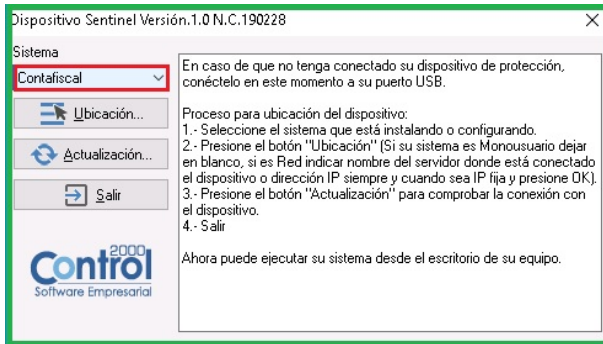 Dispositivo Sentinel Versión.1.0 N.C.190228
Sistema
Contafiscal
Ubicación...
Actualización...
Salir
Control 2000
Software Empresarial
En caso de que no tenga conectado su dispositivo de protección,
conéctelo en este momento a su puerto USB.
Proceso para ubicación del dispositivo:
1.- Seleccione el sistema que está instalando o configurando.
2.- Presione el botón "Ubicación" (Si su sistema es Monousuario dejar
en blanco, si es Red indicar nombre del servidor donde está conectado
el dispositivo o dirección IP siempre y cuando sea IP fija y presione OK).
3.- Presione el botón "Actualización" para comprobar la conexión con
el dispositivo.
4.- Salir
Ahora puede ejecutar su sistema desde el escritorio de su equipo.